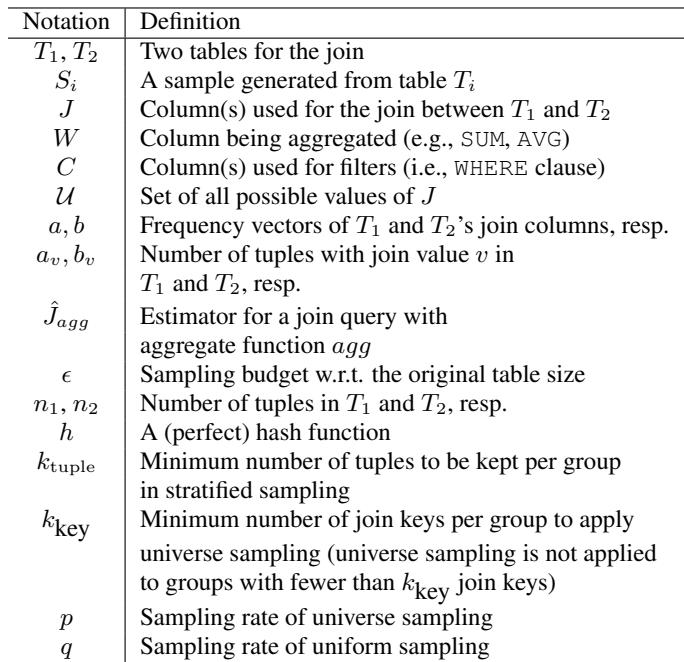 Notation Definition
T₁, T₂ Two tables for the join
Sᵢ A sample generated from table Tᵢ
J Column(s) used for the join between T₁ and T₂
W Column being aggregated (e.g., SUM, AVG)
C Column(s) used for filters (i.e., WHERE clause)
𝒰 Set of all possible values of J
a, b Frequency vectors of T₁ and T₂'s join columns, resp.
a_v, b_v Number of tuples with join value v in
T₁ and T₂, resp.
Ĵ_agg Estimator for a join query with
aggregate function agg
ϵ Sampling budget w.r.t. the original table size
n₁, n₂ Number of tuples in T₁ and T₂, resp.
h A (perfect) hash function
k_tuple Minimum number of tuples to be kept per group
in stratified sampling
k_key Minimum number of join keys per group to apply
universe sampling (universe sampling is not applied
to groups with fewer than k_key join keys)
p Sampling rate of universe sampling
q Sampling rate of uniform sampling